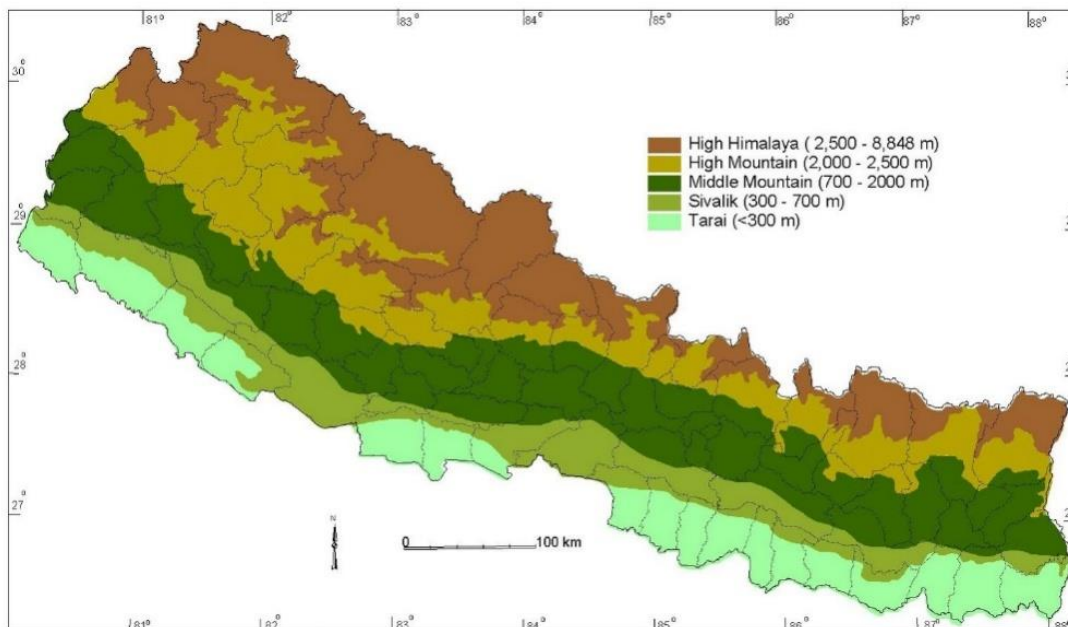 81° 82° 83° 84° 85° 86° 87° 88°
30°
High Himalaya ( 2,500 - 8,848 m)
High Mountain (2,000 - 2,500 m)
Middle Mountain (700 - 2000 m)
Sivalik (300 - 700 m)
Tarai (<300 m)
29°
28°
27°
N
0 100 km
81° 82° 83° 84° 85° 86° 87°